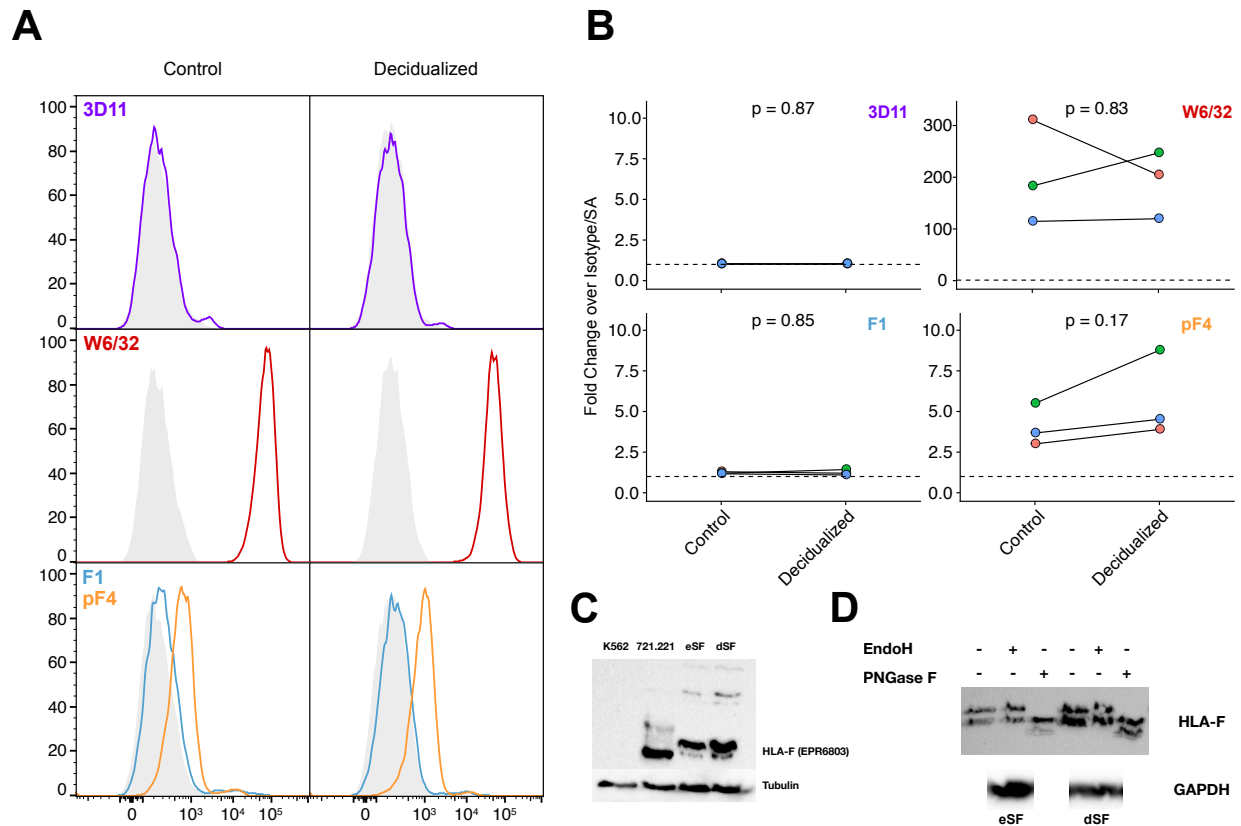 A
Control Decidualized
3D11
100
80
60
40
20
0
W6/32
100
80
60
40
20
0
F1
pF4
100
80
60
40
20
0
0 10³ 10⁴ 10⁵ 0 10³ 10⁴ 10⁵
B
Fold Change over Isotype/SA
p = 0.87 3D11
10.0
7.5
5.0
2.5
0.0
p = 0.83 W6/32
300
200
100
0
p = 0.85 F1
10.0
7.5
5.0
2.5
0.0
p = 0.17 pF4
10.0
7.5
5.0
2.5
0.0
Control Decidualized Control Decidualized
C
K562 721.221 eSF dSF
HLA-F (EPR6803)
Tubulin
D
EndoH - + - - + -
PNGase F - - + - - +
HLA-F
GAPDH
eSF dSF